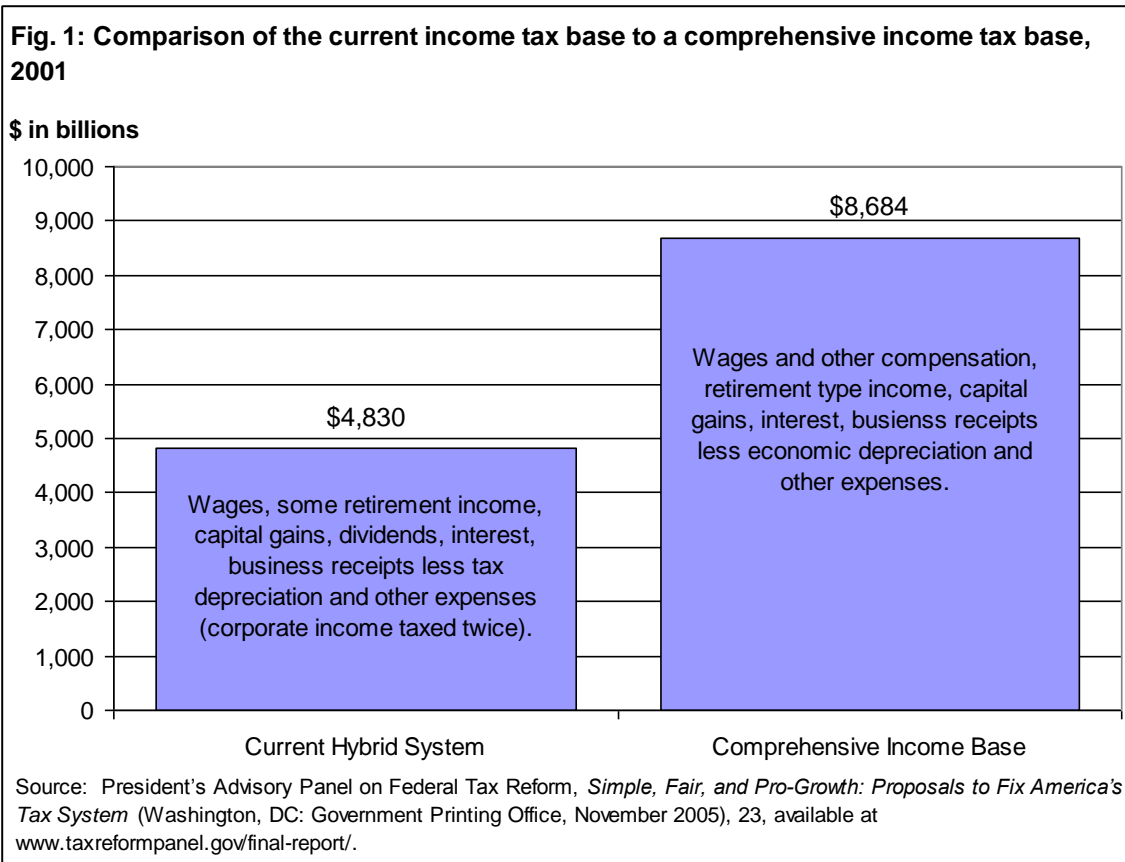 Fig. 1: Comparison of the current income tax base to a comprehensive income tax base,
2001
$ in billions
10,000
9,000
8,000
7,000
6,000
5,000
4,000
3,000
2,000
1,000
0
$4,830
$8,684
Wages, some retirement income,
capital gains, dividends, interest,
business receipts less tax
depreciation and other expenses
(corporate income taxed twice).
Wages and other compensation,
retirement type income, capital
gains, interest, busienss receipts
less economic depreciation and
other expenses.
Current Hybrid System
Comprehensive Income Base
Source: President’s Advisory Panel on Federal Tax Reform, Simple, Fair, and Pro-Growth: Proposals to Fix America’s
Tax System (Washington, DC: Government Printing Office, November 2005), 23, available at
www.taxreformpanel.gov/final-report/.